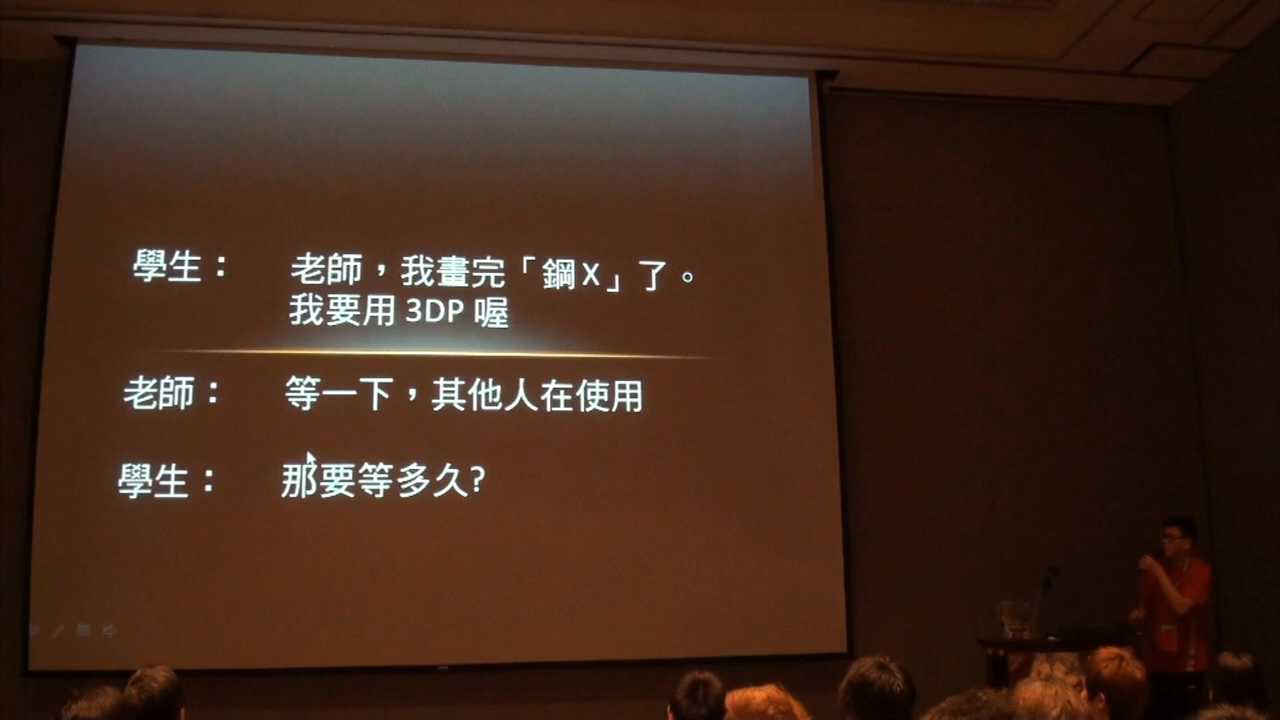 學生： 老師，我畫完「鋼X」了。
我要用 3DP 喔
老師： 等一下，其他人在使用
學生： 那要等多久?